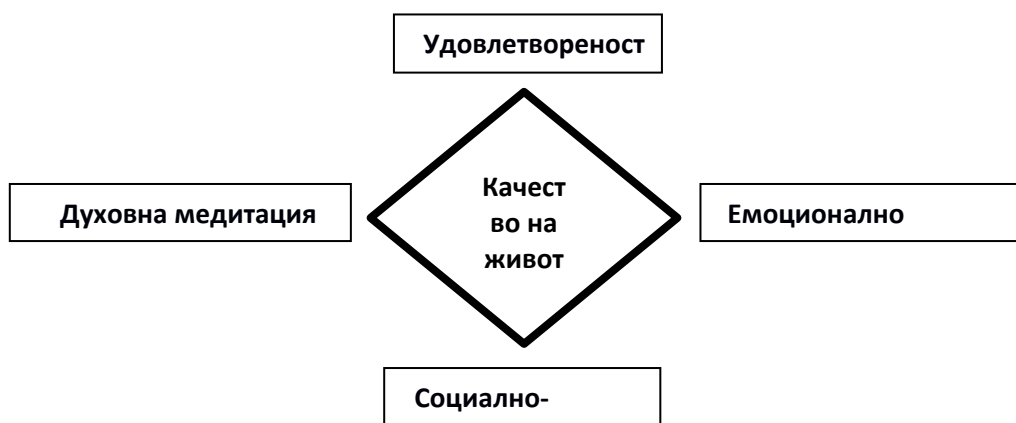 Удовлетвореност
Духовна медитация
Качест
во на
живот
Емоционално
Социално-